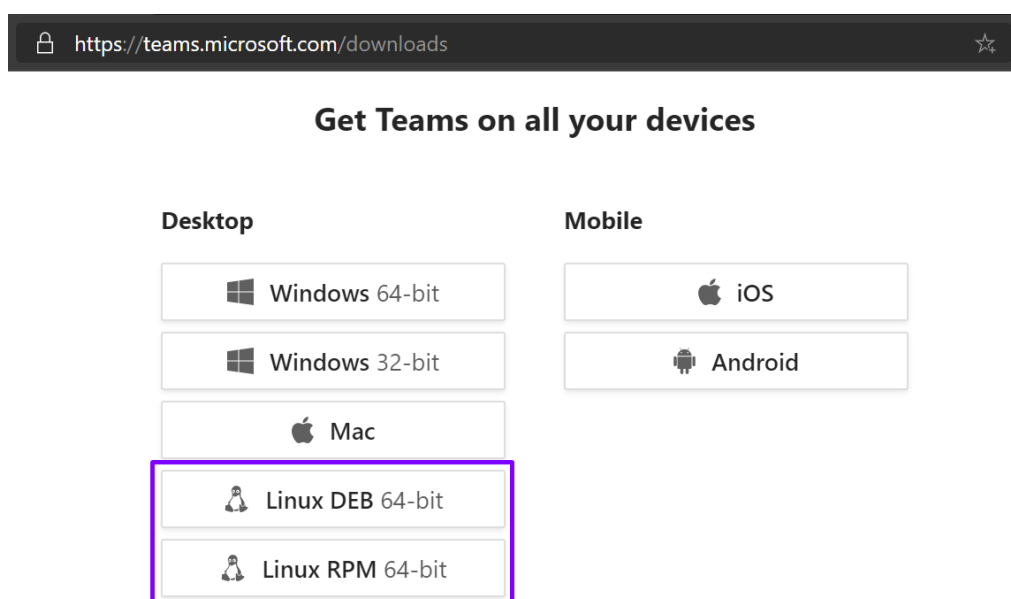 https://teams.microsoft.com/downloads
Get Teams on all your devices
Desktop
Windows 64-bit
Windows 32-bit
Mac
Linux DEB 64-bit
Linux RPM 64-bit
Mobile
iOS
Android